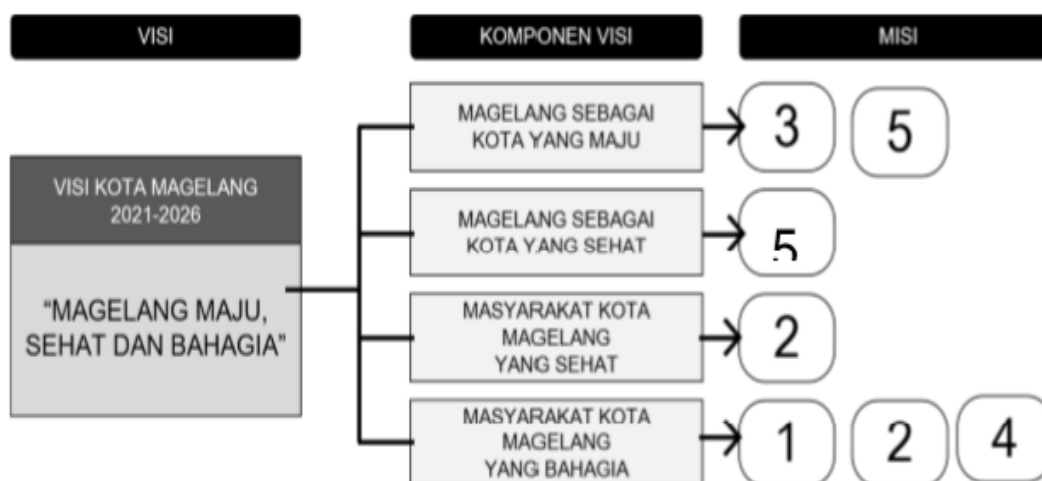 VISI
KOMPONEN VISI
MISI
VISI KOTA MAGELANG
2021-2026
“MAGELANG MAJU,
SEHAT DAN BAHAGIA”
MAGELANG SEBAGAI
KOTA YANG MAJU
3 5
MAGELANG SEBAGAI
KOTA YANG SEHAT
5
MASYARAKAT KOTA
MAGELANG
YANG SEHAT
2
MASYARAKAT KOTA
MAGELANG
YANG BAHAGIA
1 2 4